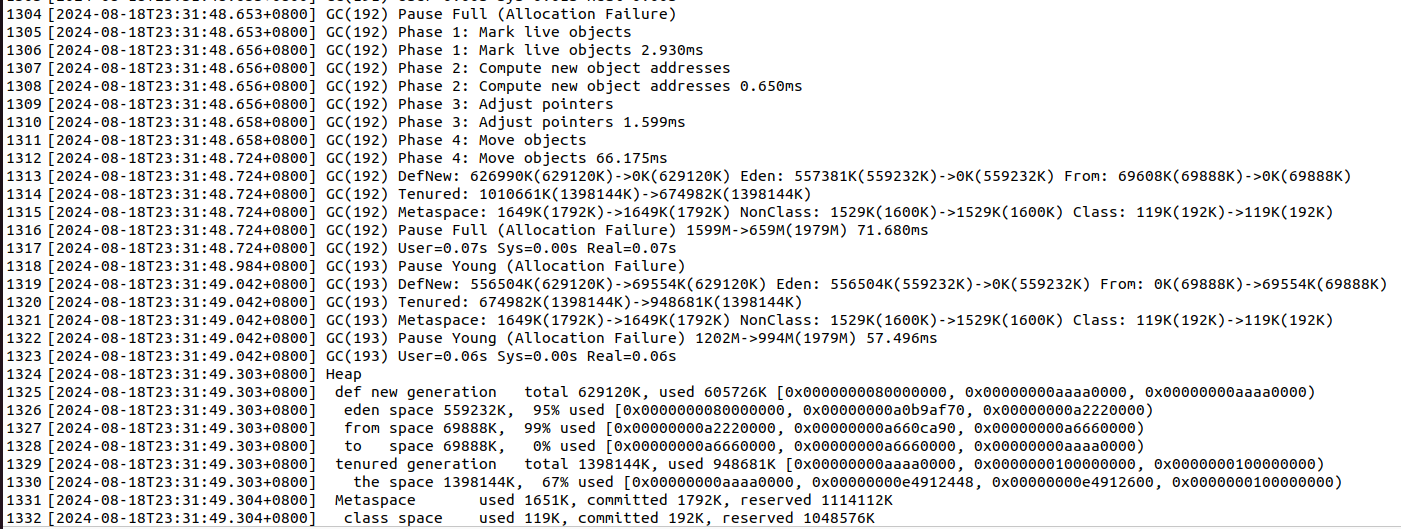 1304 [2024-08-18T23:31:48.653+0800] GC(192) Pause Full (Allocation Failure)
1305 [2024-08-18T23:31:48.653+0800] GC(192) Phase 1: Mark live objects
1306 [2024-08-18T23:31:48.656+0800] GC(192) Phase 1: Mark live objects 2.930ms
1307 [2024-08-18T23:31:48.656+0800] GC(192) Phase 2: Compute new object addresses
1308 [2024-08-18T23:31:48.656+0800] GC(192) Phase 2: Compute new object addresses 0.650ms
1309 [2024-08-18T23:31:48.656+0800] GC(192) Phase 3: Adjust pointers
1310 [2024-08-18T23:31:48.658+0800] GC(192) Phase 3: Adjust pointers 1.599ms
1311 [2024-08-18T23:31:48.658+0800] GC(192) Phase 4: Move objects
1312 [2024-08-18T23:31:48.724+0800] GC(192) Phase 4: Move objects 66.175ms
1313 [2024-08-18T23:31:48.724+0800] GC(192) DefNew: 626990K(629120K)->0K(629120K) Eden: 557381K(559232K)->0K(559232K) From: 69608K(69888K)->0K(69888K)
1314 [2024-08-18T23:31:48.724+0800] GC(192) Tenured: 1010661K(1398144K)->674982K(1398144K)
1315 [2024-08-18T23:31:48.724+0800] GC(192) Metaspace: 1649K(1792K)->1649K(1792K) NonClass: 1529K(1600K)->1529K(1600K) Class: 119K(192K)->119K(192K)
1316 [2024-08-18T23:31:48.724+0800] GC(192) Pause Full (Allocation Failure) 1599M->659M(1979M) 71.680ms
1317 [2024-08-18T23:31:48.724+0800] GC(192) User=0.07s Sys=0.00s Real=0.07s
1318 [2024-08-18T23:31:48.984+0800] GC(193) Pause Young (Allocation Failure)
1319 [2024-08-18T23:31:49.042+0800] GC(193) DefNew: 556504K(629120K)->69554K(629120K) Eden: 556504K(559232K)->0K(559232K) From: 0K(69888K)->69554K(69888K)
1320 [2024-08-18T23:31:49.042+0800] GC(193) Tenured: 674982K(1398144K)->948681K(1398144K)
1321 [2024-08-18T23:31:49.042+0800] GC(193) Metaspace: 1649K(1792K)->1649K(1792K) NonClass: 1529K(1600K)->1529K(1600K) Class: 119K(192K)->119K(192K)
1322 [2024-08-18T23:31:49.042+0800] GC(193) Pause Young (Allocation Failure) 1202M->994M(1979M) 57.496ms
1323 [2024-08-18T23:31:49.042+0800] GC(193) User=0.06s Sys=0.00s Real=0.06s
1324 [2024-08-18T23:31:49.303+0800] Heap
1325 [2024-08-18T23:31:49.303+0800]  def new generation   total 629120K, used 605726K [0x0000000080000000, 0x00000000aaaa0000, 0x00000000aaaa0000)
1326 [2024-08-18T23:31:49.303+0800]   eden space 559232K,  95% used [0x0000000080000000, 0x00000000a0b9af70, 0x00000000a2220000)
1327 [2024-08-18T23:31:49.303+0800]   from space 69888K,  99% used [0x00000000a2220000, 0x00000000a660ca90, 0x00000000a6660000)
1328 [2024-08-18T23:31:49.303+0800]   to   space 69888K,   0% used [0x00000000a6660000, 0x00000000a6660000, 0x00000000aaaa0000)
1329 [2024-08-18T23:31:49.303+0800]  tenured generation   total 1398144K, used 948681K [0x00000000aaaa0000, 0x0000000100000000, 0x0000000100000000)
1330 [2024-08-18T23:31:49.303+0800]    the space 1398144K,  67% used [0x00000000aaaa0000, 0x00000000e4912448, 0x00000000e4912600, 0x0000000100000000)
1331 [2024-08-18T23:31:49.304+0800]  Metaspace       used 1651K, committed 1792K, reserved 1114112K
1332 [2024-08-18T23:31:49.304+0800]   class space    used 119K, committed 192K, reserved 1048576K